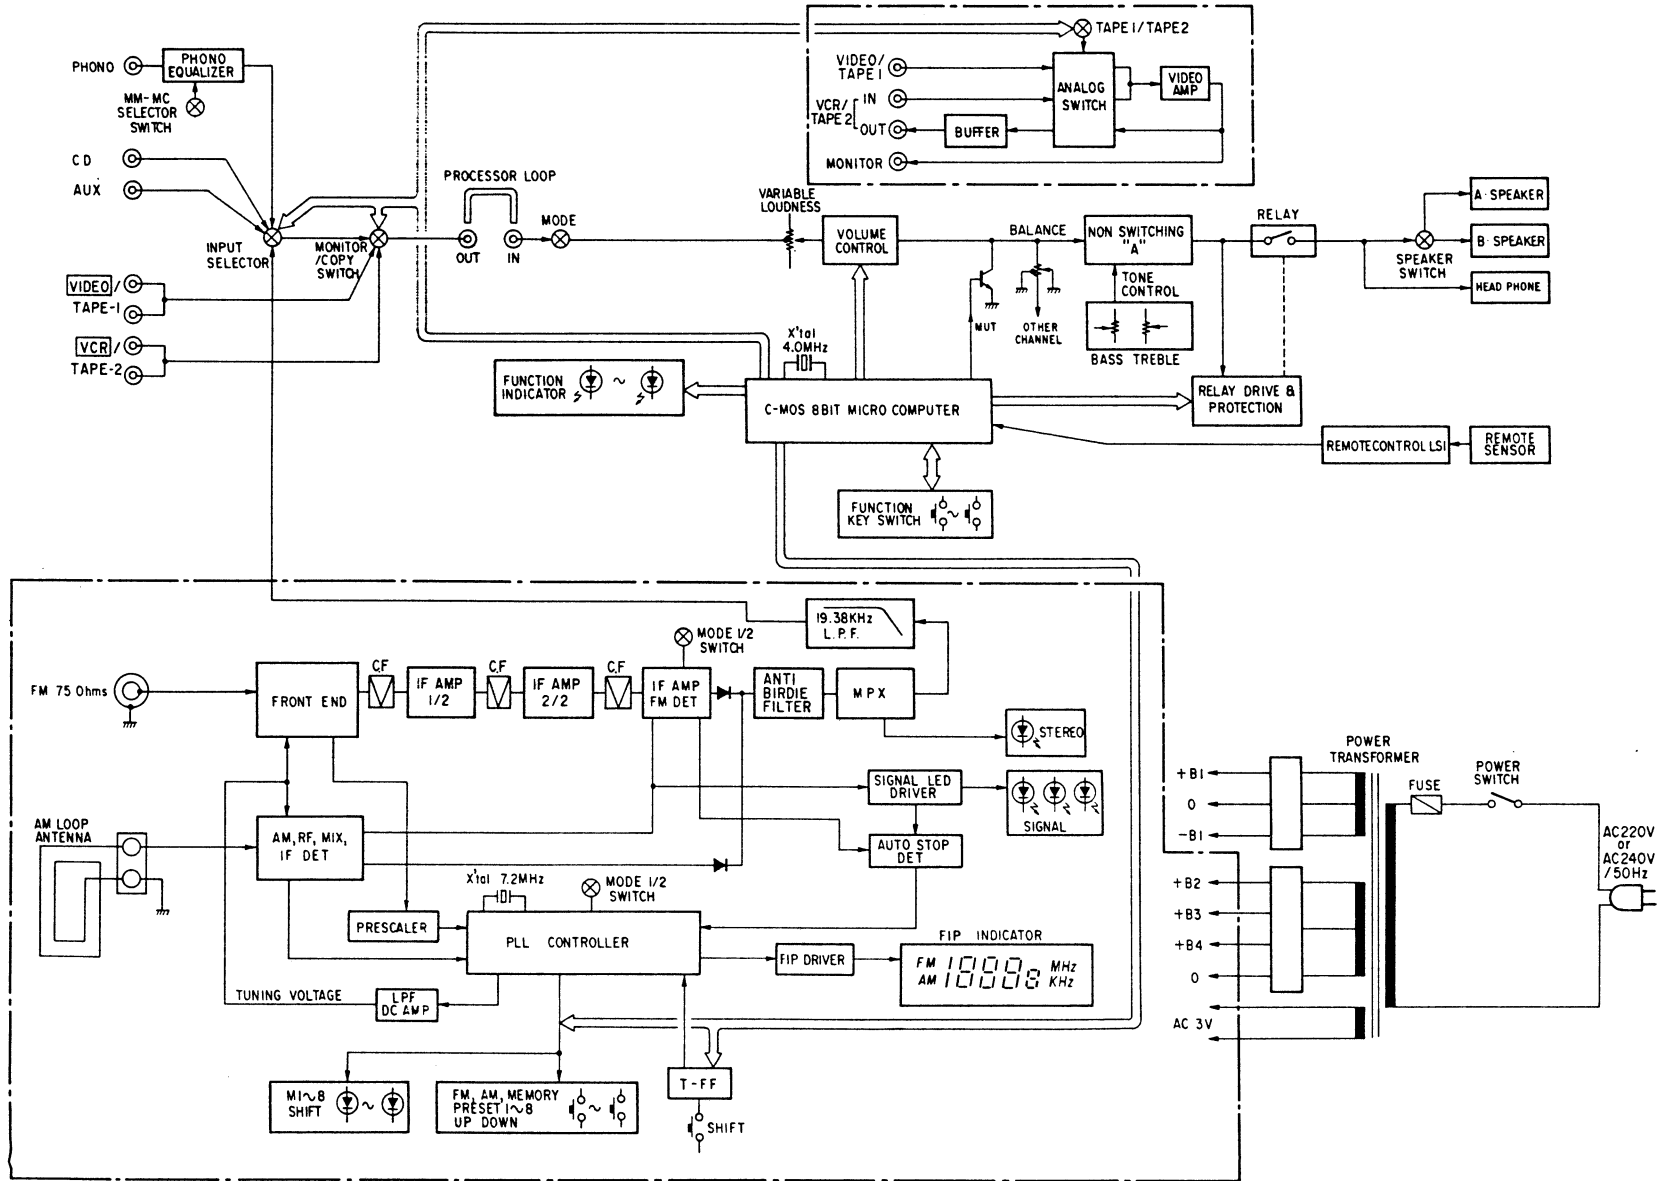 PHONO
PHONO
EQUALIZER
MM-MC
SELECTOR
SWITCH
CD
AUX
INPUT
SELECTOR
MONITOR
/COPY
SWITCH
VIDEO/
TAPE-1
VCR/
TAPE-2
PROCESSOR LOOP
OUT
IN
MODE
TAPE1/TAPE2
VIDEO/
TAPE1
VCR/
TAPE2
IN
OUT
MONITOR
BUFFER
ANALOG
SWITCH
VIDEO
AMP
VARIABLE
LOUDNESS
VOLUME
CONTROL
BALANCE
MUT
OTHER
CHANNEL
NON SWITCHING
"A"
TONE
CONTROL
BASS TREBLE
RELAY
SPEAKER
SWITCH
A·SPEAKER
B·SPEAKER
HEAD PHONE
RELAY DRIVE &
PROTECTION
X'tal
4.0MHz
FUNCTION
INDICATOR
~
C-MOS 8BIT MICRO COMPUTER
REMOTECONTROL LSI
REMOTE
SENSOR
FUNCTION
KEY SWITCH
~
19.38KHz
L.P.F.
MODE 1/2
SWITCH
FM 75 Ohms
FRONT END
C.F
IF AMP
1/2
C.F
IF AMP
2/2
C.F
IF AMP
FM DET
ANTI
BIRDIE
FILTER
MPX
STEREO
SIGNAL LED
DRIVER
SIGNAL
AUTO STOP
DET
AM LOOP
ANTENNA
AM, RF, MIX,
IF DET
X'tal 7.2MHz
MODE 1/2
SWITCH
PRESCALER
PLL CONTROLLER
FIP DRIVER
FIP INDICATOR
FM 1888 MHz
AM 18888 KHz
TUNING VOLTAGE
LPF
DC AMP
M1~8
SHIFT
~
FM, AM, MEMORY
PRESET 1~8
UP DOWN
~
T-FF
SHIFT
POWER
TRANSFORMER
FUSE
POWER
SWITCH
+B1
0
-B1
+B2
+B3
+B4
0
AC 3V
AC220V
or
AC240V
/50Hz